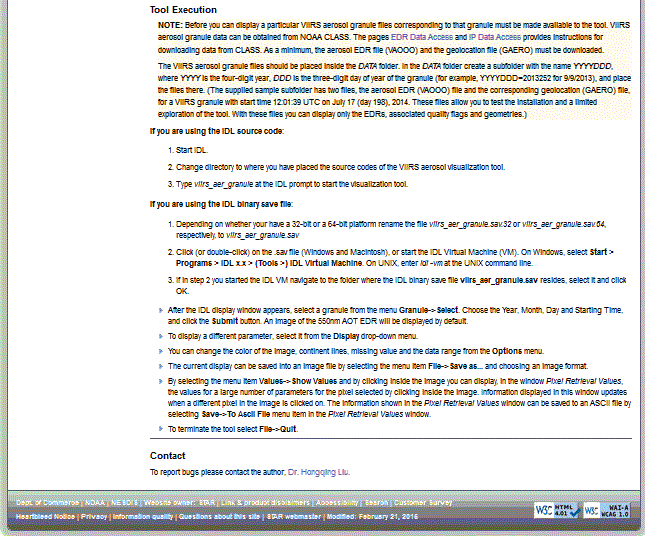 Tool Execution
NOTE: Before you can display a particular VIIRS aerosol granule files corresponding to that granule must be made available to the tool. VIIRS
aerosol granule data can be obtained from NOAA CLASS. The pages EDR Data Access and IP Data Access provides instructions for
downloading data from CLASS. As a minimum, the aerosol EDR file (VAOOO) and the geolocation file (GAERO) must be downloaded.
The VIIRS aerosol granule files should be placed inside the DATA folder. In the DATA folder create a subfolder with the name YYYYDDD,
where YYYY is the four-digit year, DDD is the three-digit day of year of the granule (for example, YYYYDDD=2013252 for 9/9/2013), and place
the files there. (The supplied sample subfolder has two files, the aerosol EDR (VAOOO) file and the corresponding geolocation (GAERO) file,
for a VIIRS granule with start time 12:01:39 UTC on July 17 (day 198), 2014. These files allow you to test the installation and a limited
exploration of the tool. With these files you can display only the EDRs, associated quality flags and geometries.)
If you are using the IDL source code:
1. Start IDL.
2. Change directory to where you have placed the sources of the VIIRS aerosol visualization tool.
3. Type viirs_aer_granule at the IDL prompt to start the visualization tool.
If you are using the IDL binary save file:
1. Depending on whether your have a 32-bit or a 64-bit platform rename the file viirs_aer_granule.sav.32 or viirs_aer_granule.sav.64,
respectively, to viirs_aer_granule.sav
2. Click (or double-click) on the .sav file (Windows and Macintosh), or start the IDL Virtual Machine (VM). On Windows, select Start >
Programs > IDL x.x > (Tools >) IDL Virtual Machine. On UNIX, enter idl -vm at the UNIX command line.
3. If in step 2 you started the IDL VM navigate to the folder where the IDL binary save file viirs_aer_granule.sav resides, select it and click
OK.
After the IDL display window appears, select a granule from the menu Granule-> Select. Choose the Year, Month, Day and Starting Time,
and click the Submit button. An image of the 550nm AOT EDR will be displayed by default.
To display a different parameter, select it from the Display drop-down menu.
You can change the color of the image, continent lines, missing value and the data range from the Options menu.
The current display can be saved into an image file by selecting the menu item File-> Save as... and choosing an image format.
By selecting the menu item Values-> Show Values and by clicking inside the image you can display, in the window Pixel Retrieval Values,
the values for a large number of parameters for the pixel selected by clicking inside the image. Information displayed in this window updates
when a different pixel in the image is clicked on. The information shown in the Pixel Retrieval Values window can be saved to an ASCII file by
selecting Save->To Ascii File menu item in the Pixel Retrieval Values window.
To terminate the tool select File->Quit.
Contact
To report bugs please contact the author, Dr. Hongqing Liu.
Dept. of Commerce | NOAA | NESDIS | Website owner: STAR | Link & product disclaimers | Accessibility | Search | Customer Survey
Heartbleed Notice | Privacy | Information quality | Questions about this site | STAR webmaster | Modified: February 21, 2016
W3C HTML 4.01 W3C WAI-A WCAG 1.0